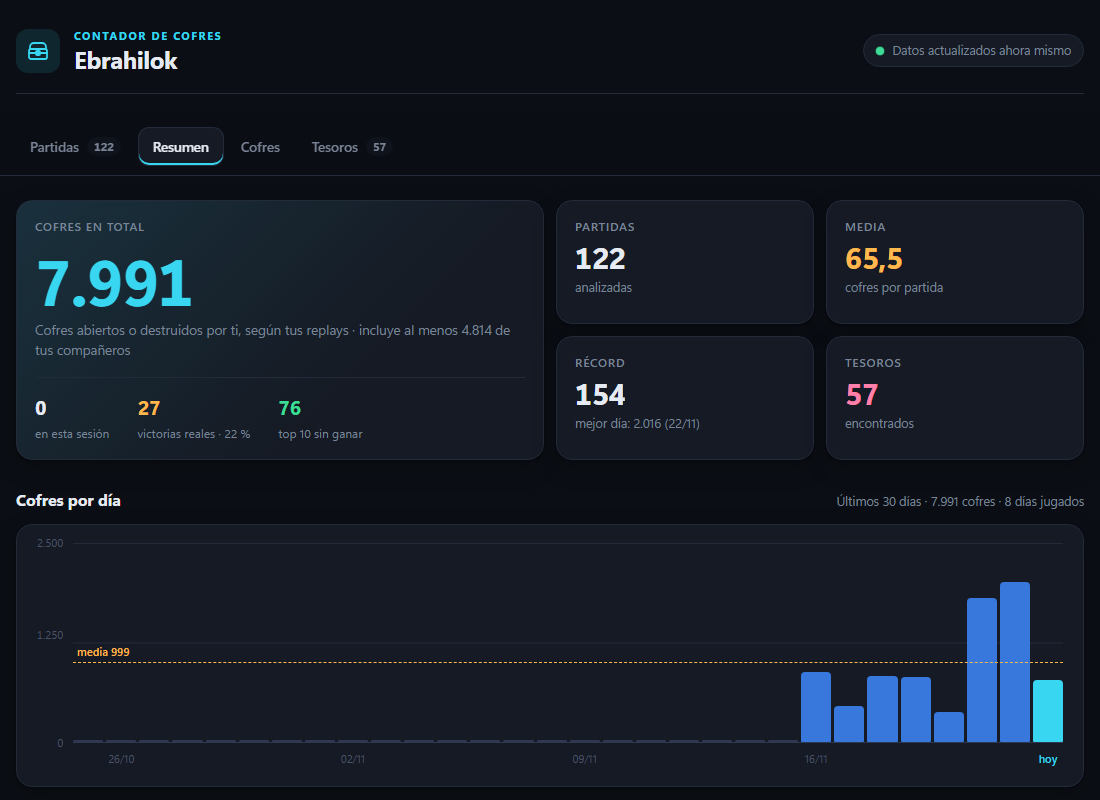 CONTADOR DE COFRES
Ebrahilok
Datos actualizados ahora mismo
Partidas 122
Resumen
Cofres
Tesoros 57
COFRES EN TOTAL
7.991
Cofres abiertos o destruidos por ti, según tus replays · incluye al menos 4.814 de
tus compañeros
0
en esta sesión
27
victorias reales · 22 %
76
top 10 sin ganar
PARTIDAS
122
analizadas
MEDIA
65,5
cofres por partida
RÉCORD
154
mejor día: 2.016 (22/11)
TESOROS
57
encontrados
Cofres por día
Últimos 30 días · 7.991 cofres · 8 días jugados
2.500
1.250
media 999
0
26/10
02/11
09/11
16/11
hoy